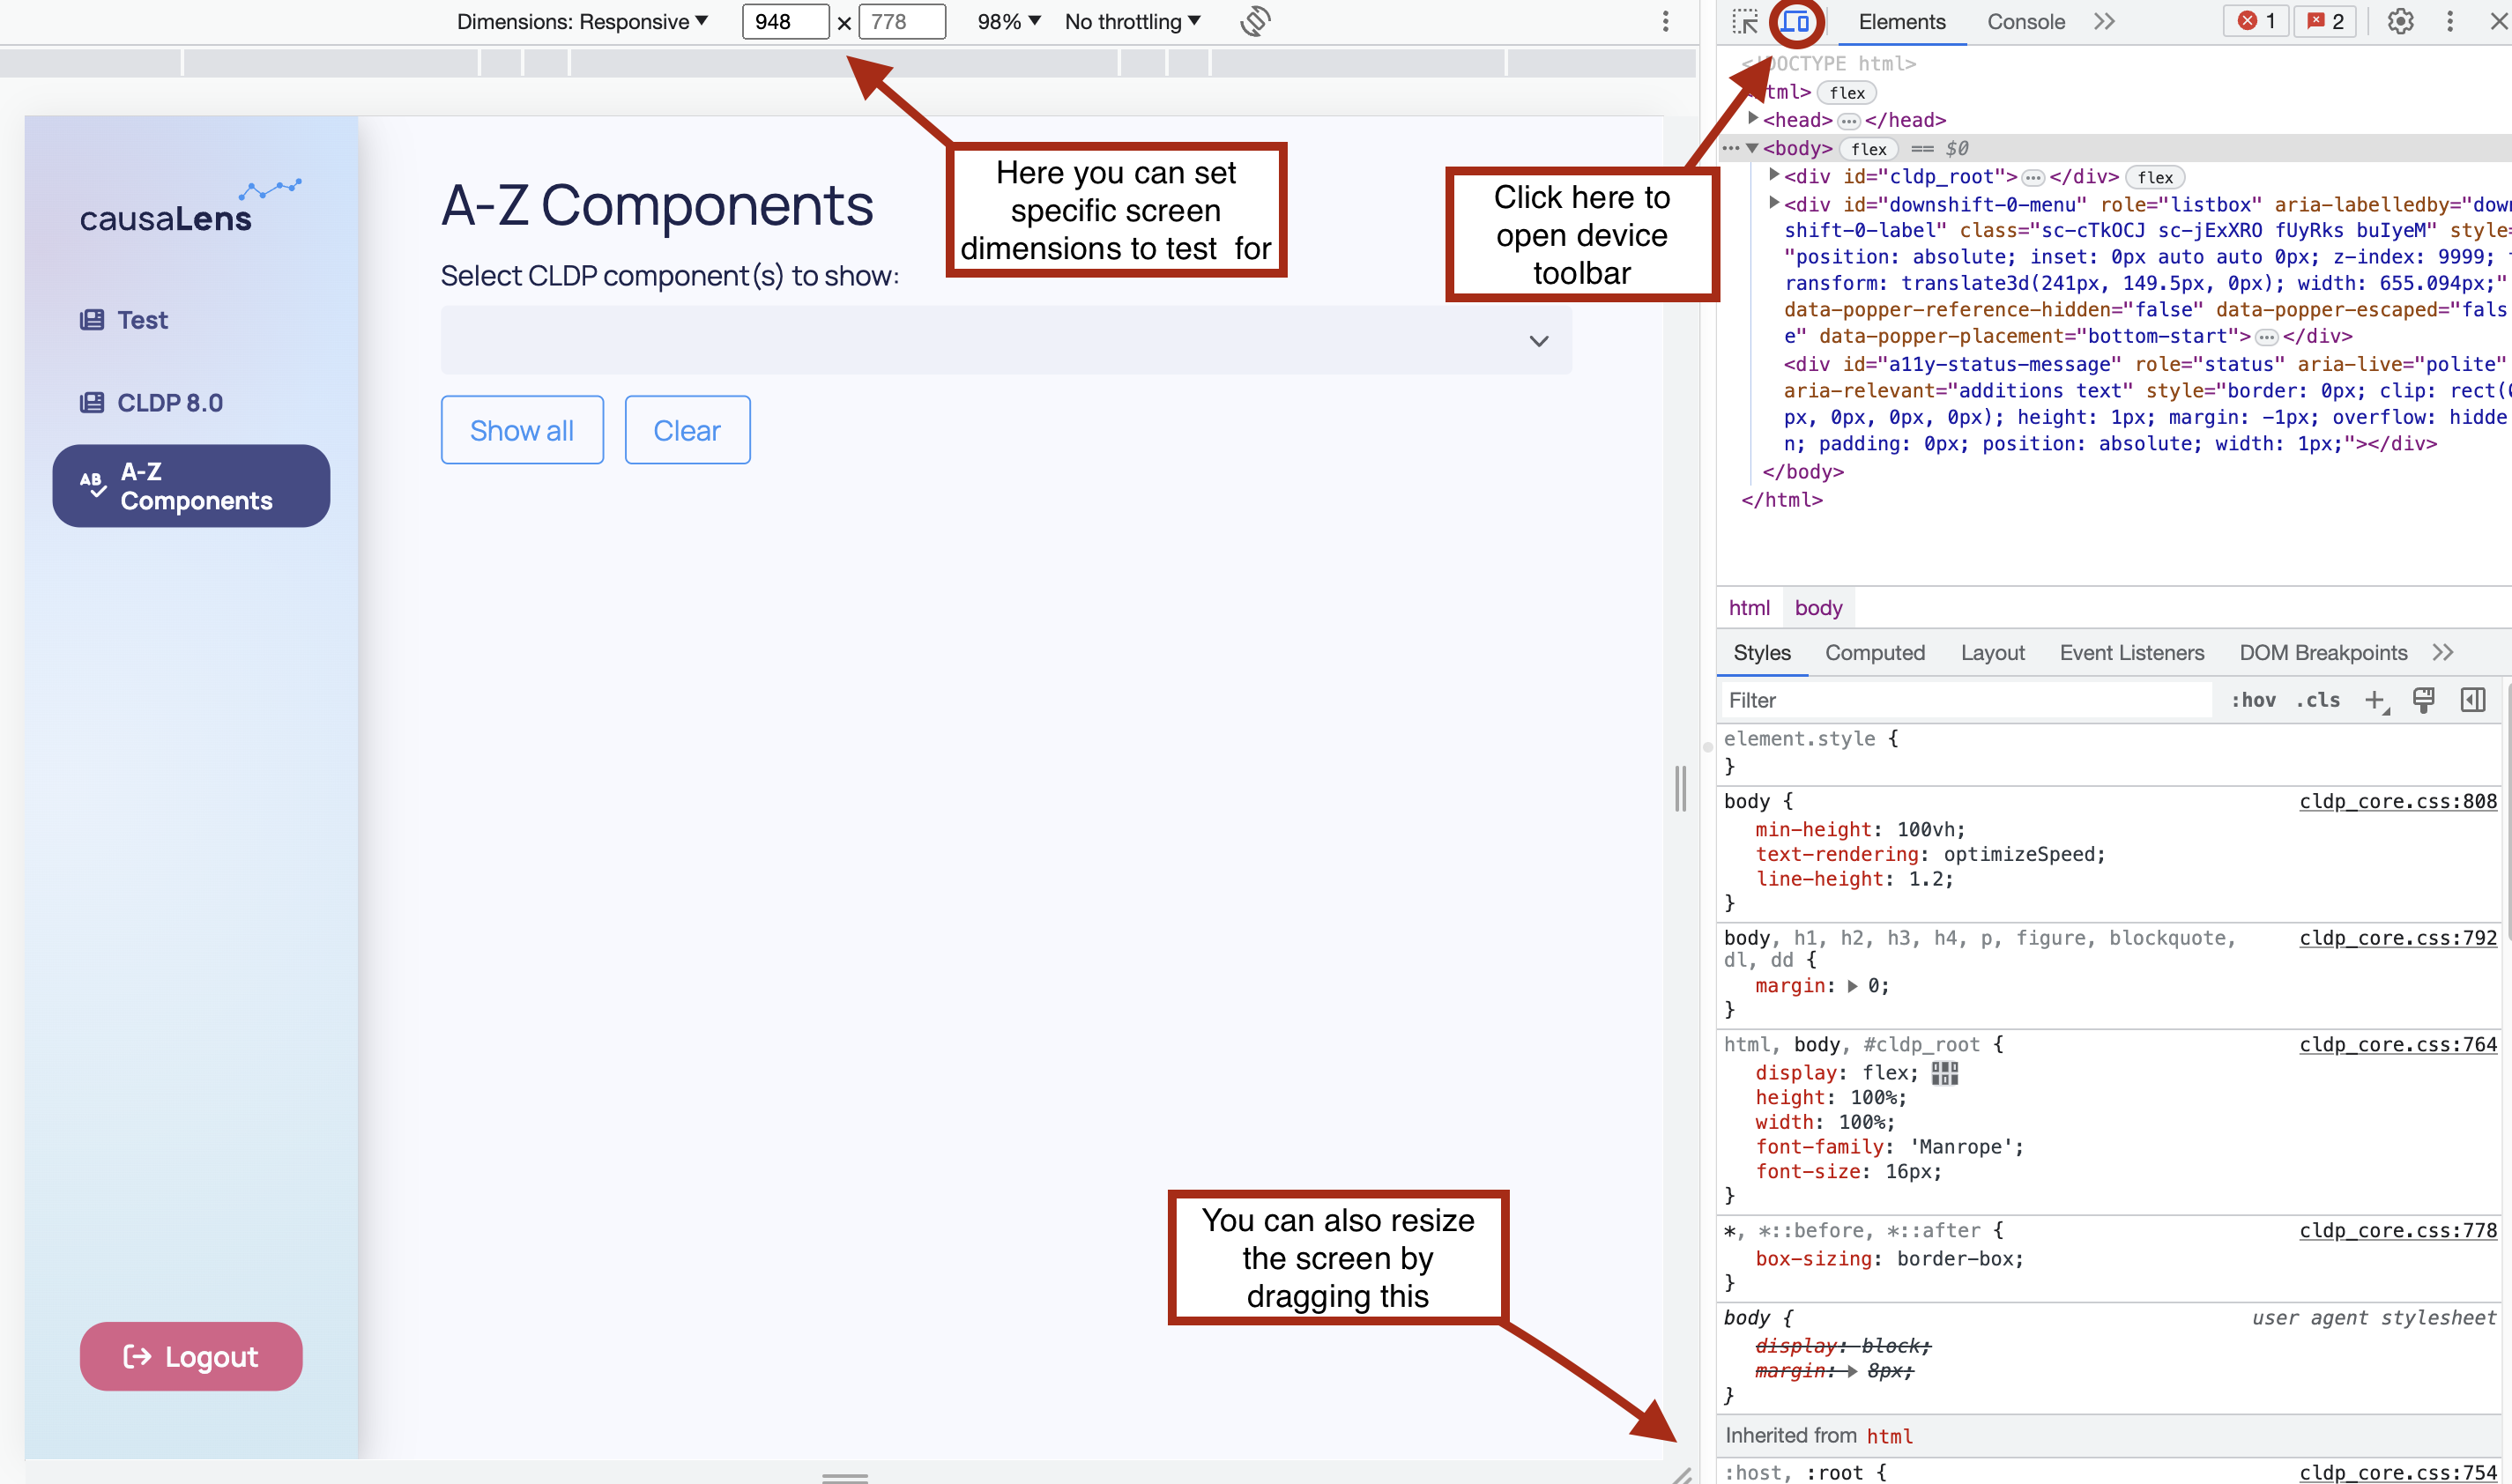 Dimensions: Responsive ▼ 948 × 778 98% ▼ No throttling ▼
Elements Console 1 2
causaLens
Test
CLDP 8.0
AB A-Z
Components
Logout
A-Z Components
Select CLDP component(s) to show:
Show all Clear
Here you can set
specific screen
dimensions to test for
Click here to
open device
toolbar
You can also resize
the screen by
dragging this
<!DOCTYPE html>
<html> flex
<head> ⋯ </head>
⋯ <body> flex == $0
<div id="cldp_root"> ⋯ </div> flex
<div id="downshift-0-menu" role="listbox" aria-labelledby="down
shift-0-label" class="sc-cTkOCJ sc-jExXRO fUyRks buIyeM" style=
"position: absolute; inset: 0px auto auto 0px; z-index: 9999; t
ransform: translate3d(241px, 149.5px, 0px); width: 655.094px;"
data-popper-reference-hidden="false" data-popper-escaped="fals
e" data-popper-placement="bottom-start"> ⋯ </div>
<div id="a11y-status-message" role="status" aria-live="polite"
aria-relevant="additions text" style="border: 0px; clip: rect(0
px, 0px, 0px, 0px); height: 1px; margin: -1px; overflow: hidde
n; padding: 0px; position: absolute; width: 1px;"></div>
</body>
</html>
html body
Styles Computed Layout Event Listeners DOM Breakpoints
Filter :hov .cls
element.style {
}
body { cldp_core.css:808
min-height: 100vh;
text-rendering: optimizeSpeed;
line-height: 1.2;
}
body, h1, h2, h3, h4, p, figure, blockquote, cldp_core.css:792
dl, dd {
margin: ▶ 0;
}
html, body, #cldp_root { cldp_core.css:764
display: flex;
height: 100%;
width: 100%;
font-family: 'Manrope';
font-size: 16px;
}
*, *::before, *::after { cldp_core.css:778
box-sizing: border-box;
}
body { user agent stylesheet
display: block;
margin: ▶ 8px;
}
Inherited from html
:host, :root { cldp_core.css:754